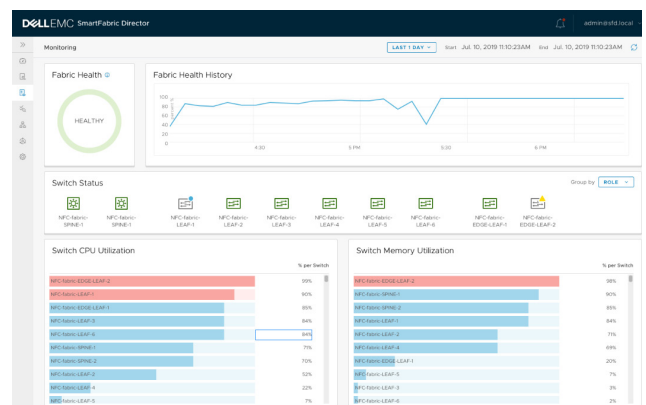 DELLEMC SmartFabric Director
admin@sfd.local
Monitoring
LAST 1 DAY
Start Jul. 10, 2019 11:10:23AM End Jul. 10, 2019 11:10:23AM
Fabric Health
HEALTHY
Fabric Health History
100
80
60
40
20
0
4:30
5 PM
5:30
6 PM
Switch Status
Group by ROLE
NFC-fabric-SPINE-1
NFC-fabric-SPINE-1
NFC-fabric-LEAF-1
NFC-fabric-LEAF-2
NFC-fabric-LEAF-3
NFC-fabric-LEAF-4
NFC-fabric-LEAF-5
NFC-fabric-LEAF-6
NFC-fabric-EDGE-LEAF-1
NFC-fabric-EDGE-LEAF-2
Switch CPU Utilization
% per Switch
NFC-fabric-EDGE-LEAF-2 99%
NFC-fabric-LEAF-1 90%
NFC-fabric-EDGE-LEAF-1 85%
NFC-fabric-LEAF-3 84%
NFC-fabric-LEAF-6 84%
NFC-fabric-SPINE-1 71%
NFC-fabric-SPINE-2 70%
NFC-fabric-LEAF-2 52%
NFC-fabric-LEAF-4 22%
NFC-fabric-LEAF-5 7%
Switch Memory Utilization
% per Switch
NFC-fabric-EDGE-LEAF-2 98%
NFC-fabric-SPINE-1 90%
NFC-fabric-SPINE-2 85%
NFC-fabric-LEAF-1 84%
NFC-fabric-LEAF-2 71%
NFC-fabric-LEAF-4 69%
NFC-fabric-EDGE-LEAF-1 20%
NFC-fabric-LEAF-5 7%
NFC-fabric-LEAF-3 3%
NFC-fabric-LEAF-6 2%